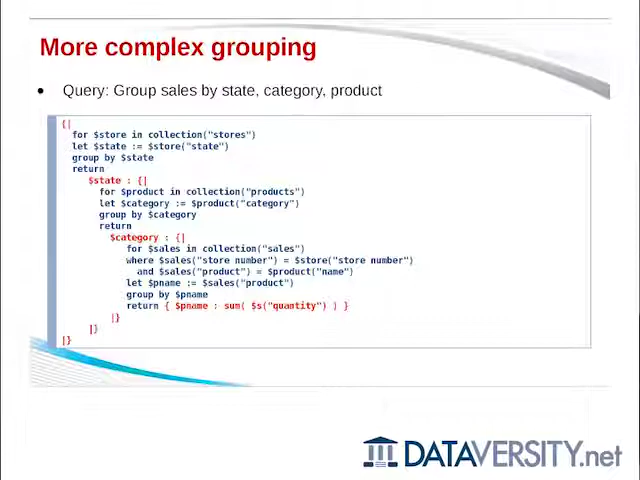 More complex grouping
• Query: Group sales by state, category, product
{|
for $store in collection("stores")
let $state := $store("state")
group by $state
return
$state : {|
for $product in collection("products")
let $category := $product("category")
group by $category
return
$category : {|
for $sales in collection("sales")
where $sales("store number") = $store("store number")
and $sales("product") = $product("name")
let $pname := $sales("product")
group by $pname
return { $pname : sum( $s("quantity") ) }
|}
|}
|}
DATAVERSITY.net